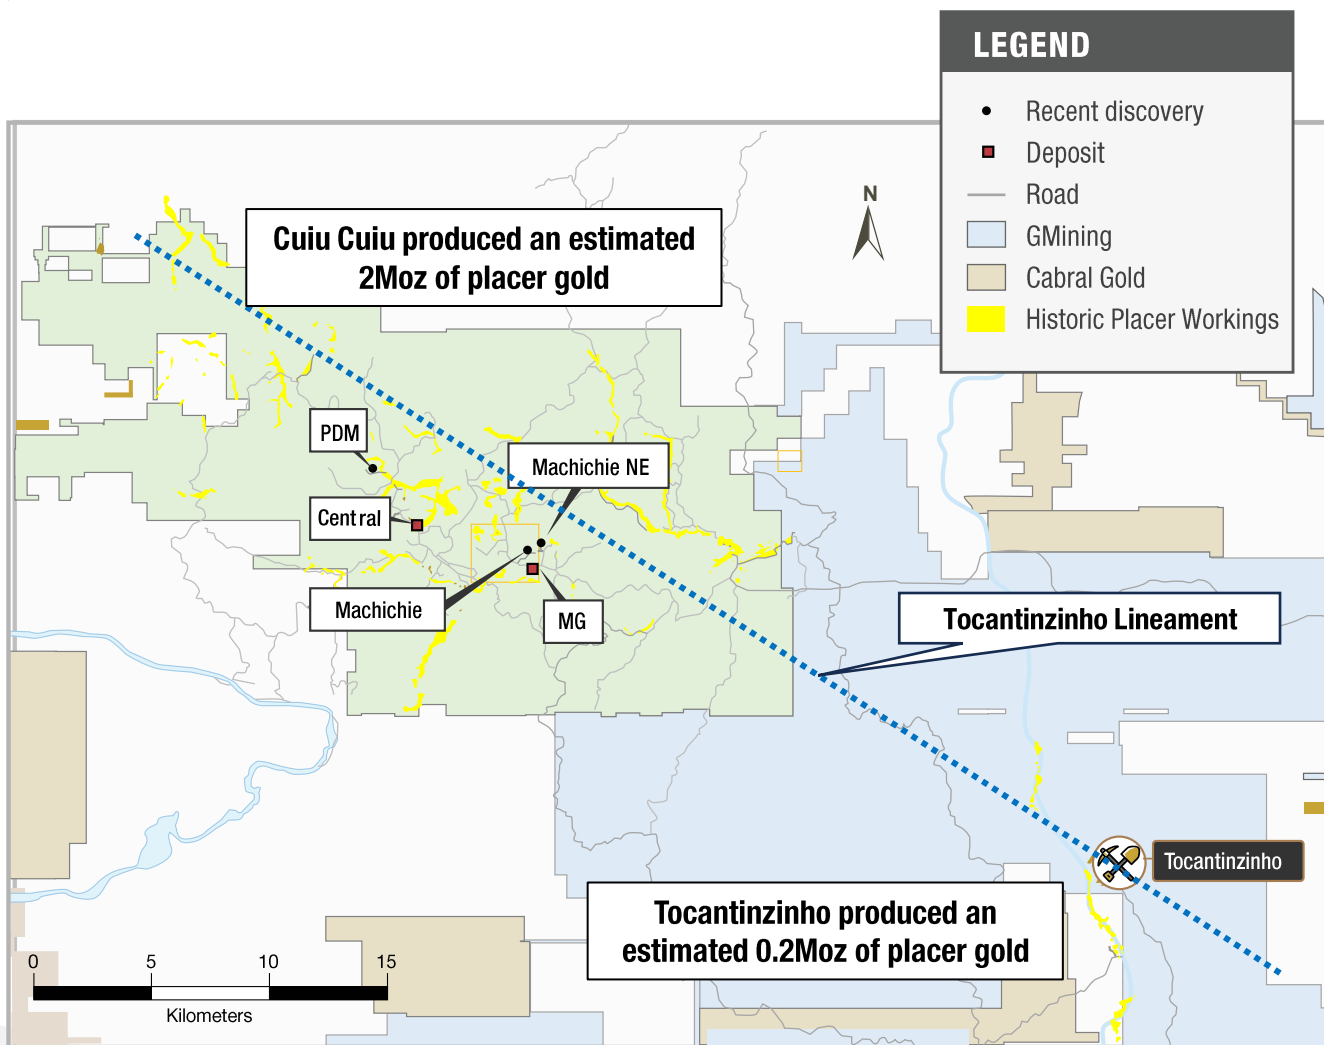 LEGEND
Recent discovery
Deposit
Road
GMining
Cabral Gold
Historic Placer Workings
N
Cuiu Cuiu produced an estimated
2Moz of placer gold
PDM
Machichie NE
Central
Machichie
MG
Tocantinzinho Lineament
Tocantinzinho
Tocantinzinho produced an
estimated 0.2Moz of placer gold
0 5 10 15
Kilometers